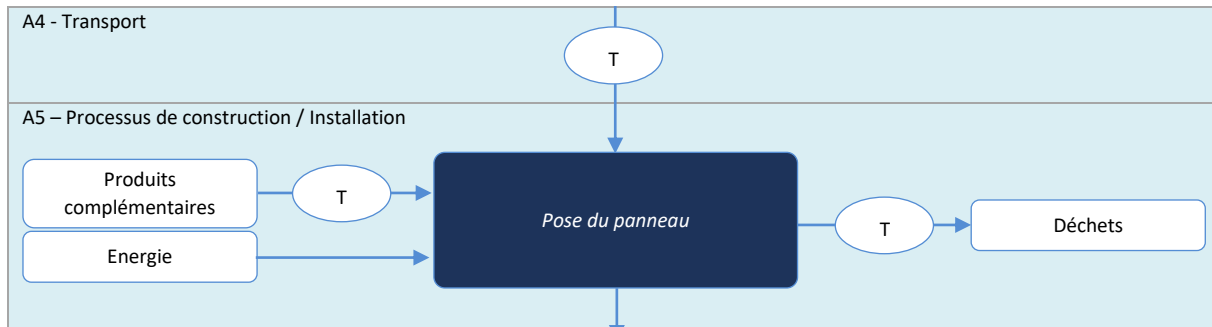 A4 - Transport
T
A5 – Processus de construction / Installation
Produits
complémentaires
T
Pose du panneau
T
Déchets
Energie